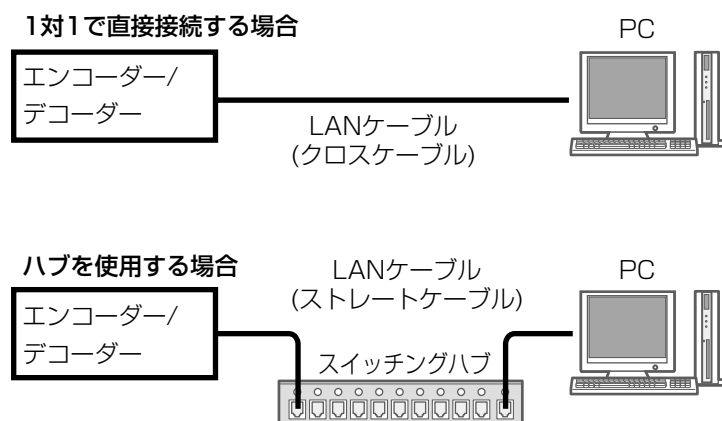 1対1で直接接続する場合
PC
エンコーダー/
デコーダー
LANケーブル
(クロスケーブル)
ハブを使用する場合
LANケーブル
(ストレートケーブル)
PC
エンコーダー/
デコーダー
スイッチングハブ